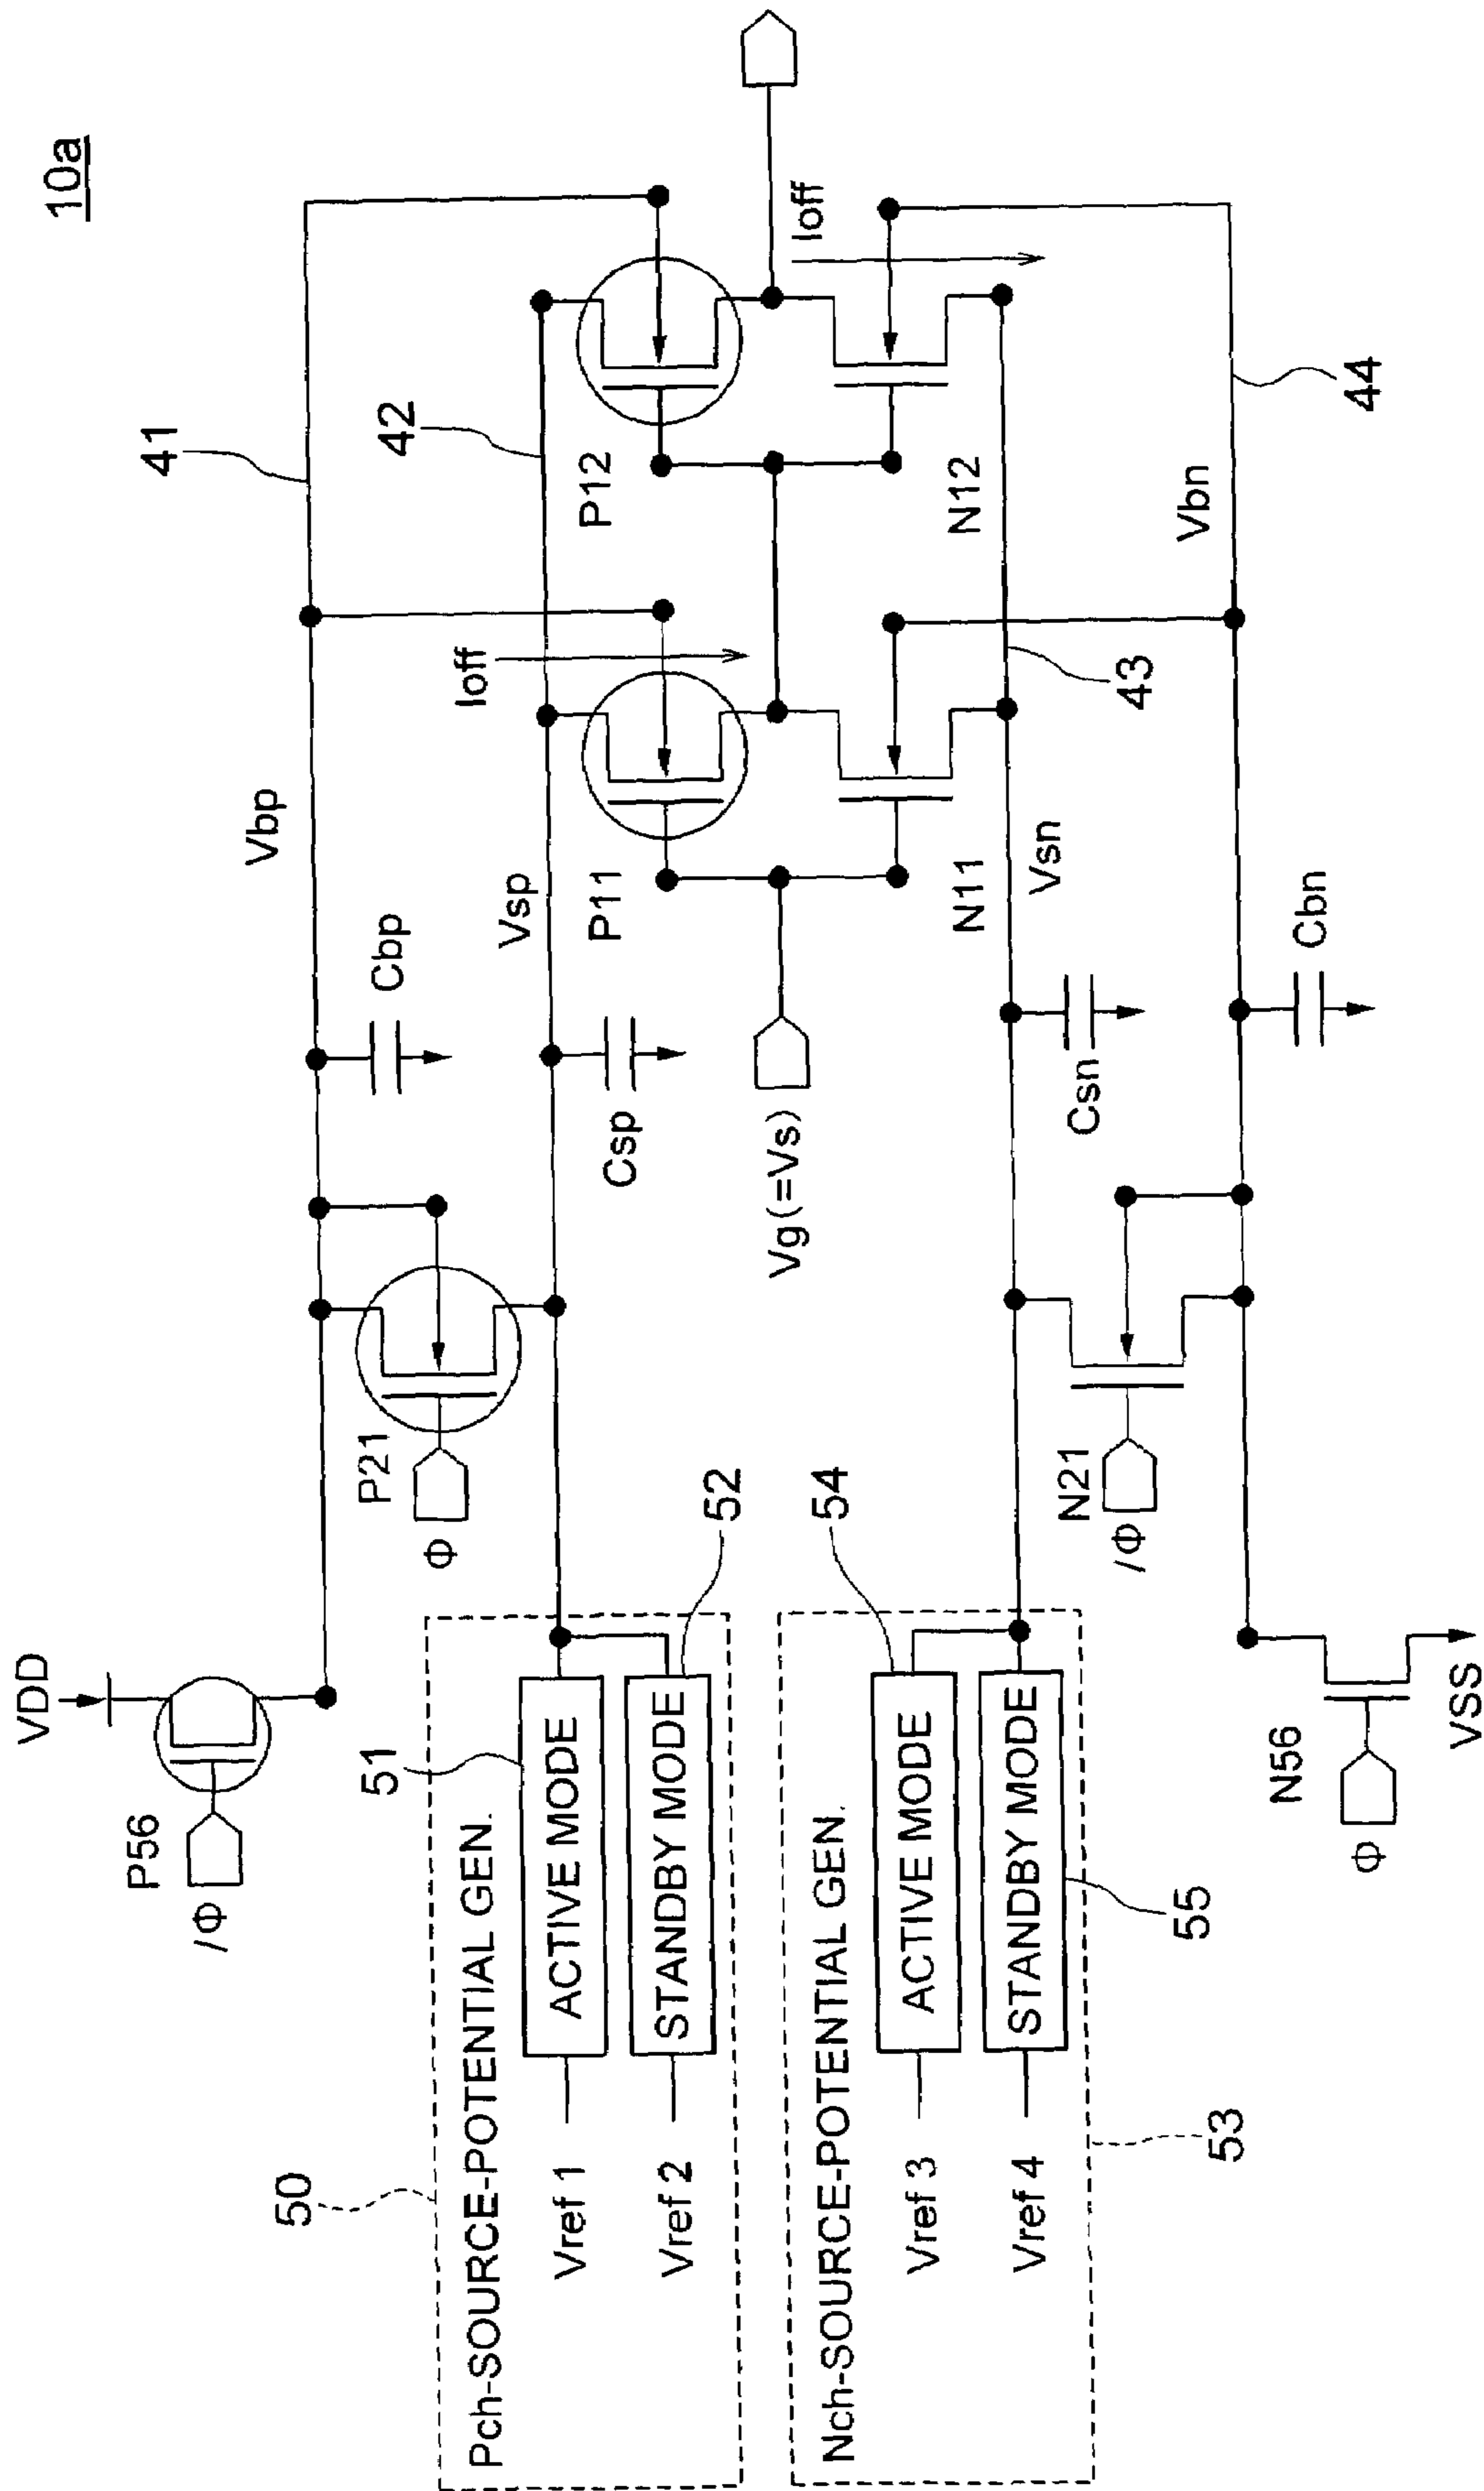 10a
VDD
P56
/Φ
Vbp
41
Cbp
P21
Φ
42
Vsp
Csp
Ioff
P11
P12
Ioff
50
Pch-SOURCE-POTENTIAL GEN.
51
ACTIVE MODE
STANDBY MODE
52
Vref 1
Vref 2
Vg(=Vs)
Nch-SOURCE-POTENTIAL GEN.
54
ACTIVE MODE
STANDBY MODE
55
Vref 3
Vref 4
53
N11
N12
Vsn
43
Csn
N21
/Φ
Vbn
44
Cbn
N56
Φ
VSS